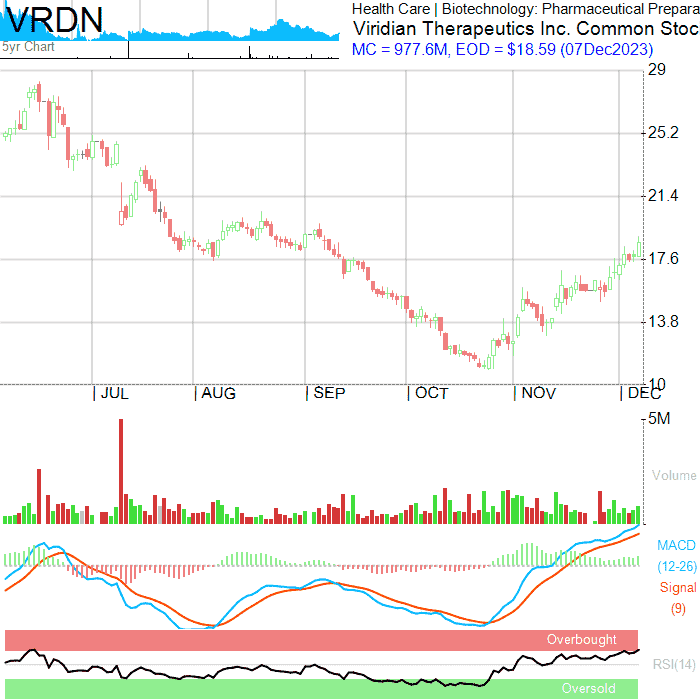 VRDN
5yr Chart
Health Care | Biotechnology: Pharmaceutical Prepara
Viridian Therapeutics Inc. Common Stoc
MC = 977.6M, EOD = $18.59 (07Dec2023)
29
25.2
21.4
17.6
13.8
10
| JUL | AUG | SEP | OCT | NOV | DEC
5M
Volume
MACD
(12-26)
Signal
(9)
Overbought
RSI(14)
Oversold